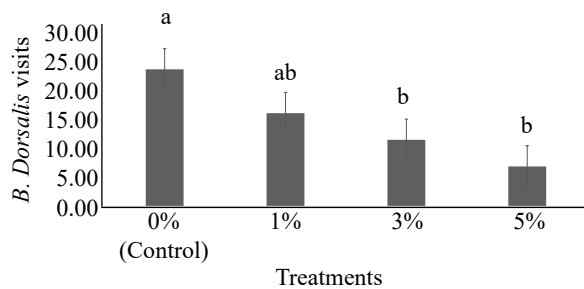 a
30.00
25.00
ab
20.00
b
15.00
b
10.00
5.00
0.00
B. Dorsalis visits
0% 1% 3% 5%
(Control)
Treatments